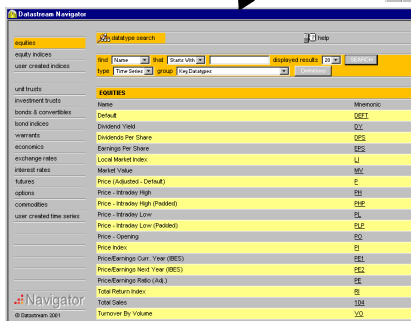 Datastream Navigator
equities
equity indices
user created indices
unit trusts
investment trusts
bonds & convertibles
bond indices
warrants
economics
exchange rates
interest rates
futures
options
commodities
user created time series
Navigator
© Datastream 2001
datatype search
help
find Name that Starts With displayed results 20 SEARCH
type Time Series group Key Datatypes Definitions
EQUITIES
Name Mnemonic
Default DEFT
Dividend Yield DY
Dividends Per Share DPS
Earnings Per Share EPS
Local Market Index LI
Market Value MV
Price (Adjusted - Default) P
Price - Intraday High PH
Price - Intraday High (Padded) PHP
Price - Intraday Low PL
Price - Intraday Low (Padded) PLP
Price - Opening PO
Price Index PI
Price/Earnings Curr. Year (IBES) PE1
Price/Earnings Next Year (IBES) PE2
Price/Earnings Ratio (Adj.) PE
Total Return Index RI
Total Sales 104
Turnover By Volume VO